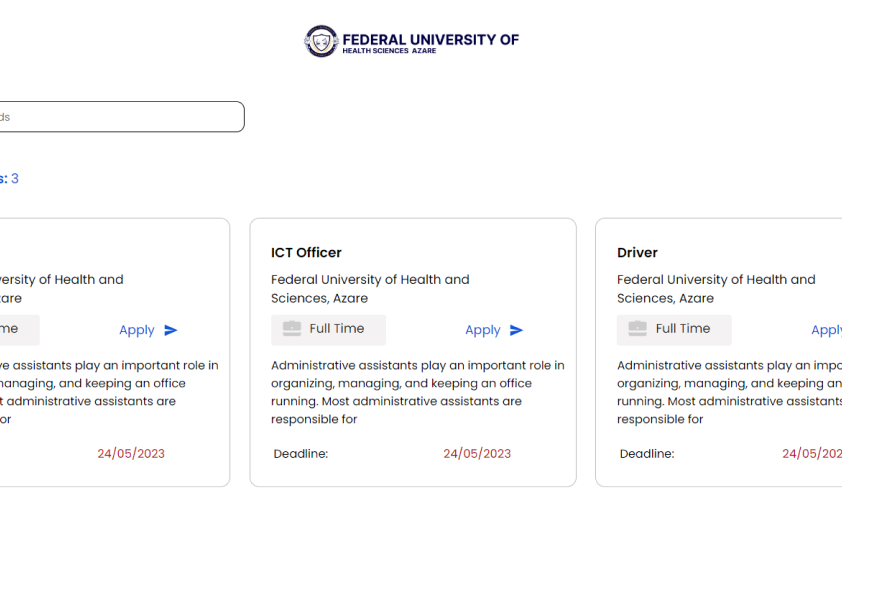 FEDERAL UNIVERSITY OF
HEALTH SCIENCES AZARE
ds
s: 3
versity of Health and
zare
me
Apply
ve assistants play an important role in
managing, and keeping an office
t administrative assistants are
or
24/05/2023
ICT Officer
Federal University of Health and
Sciences, Azare
Full Time
Apply
Administrative assistants play an important role in
organizing, managing, and keeping an office
running. Most administrative assistants are
responsible for
Deadline:
24/05/2023
Driver
Federal University of Health and
Sciences, Azare
Full Time
Apply
Administrative assistants play an impo
organizing, managing, and keeping an
running. Most administrative assistants
responsible for
Deadline:
24/05/202